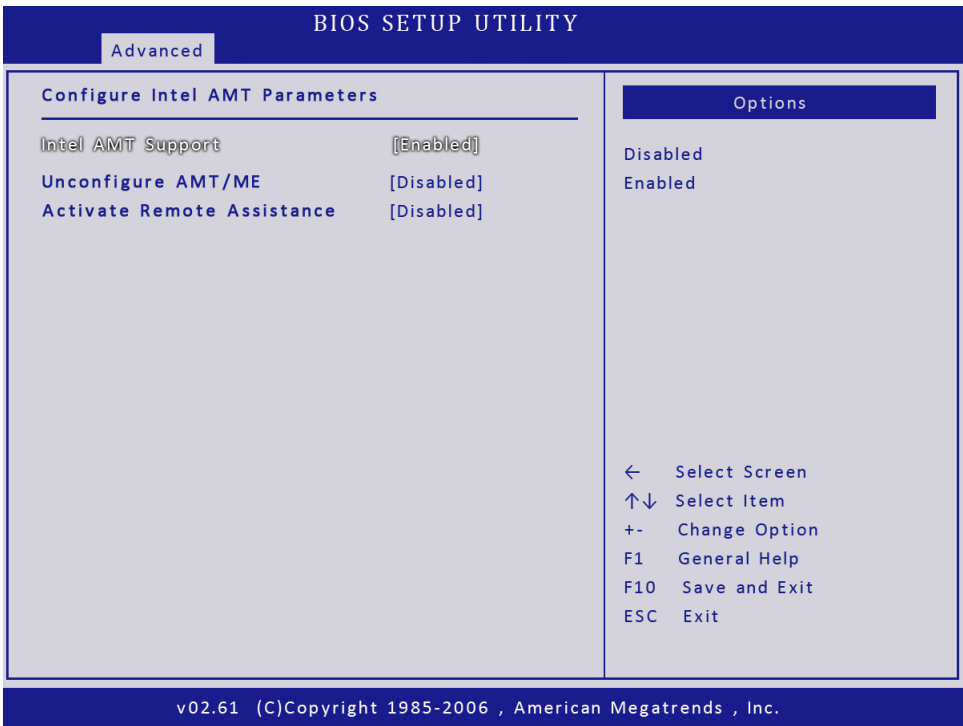 BIOS SETUP UTILITY
Advanced
Configure Intel AMT Parameters
Intel AMT Support [Enabled]
Unconfigure AMT/ME [Disabled]
Activate Remote Assistance [Disabled]
Options
Disabled
Enabled
← Select Screen
↑↓ Select Item
+- Change Option
F1 General Help
F10 Save and Exit
ESC Exit
v02.61 (C)Copyright 1985-2006 , American Megatrends , Inc.